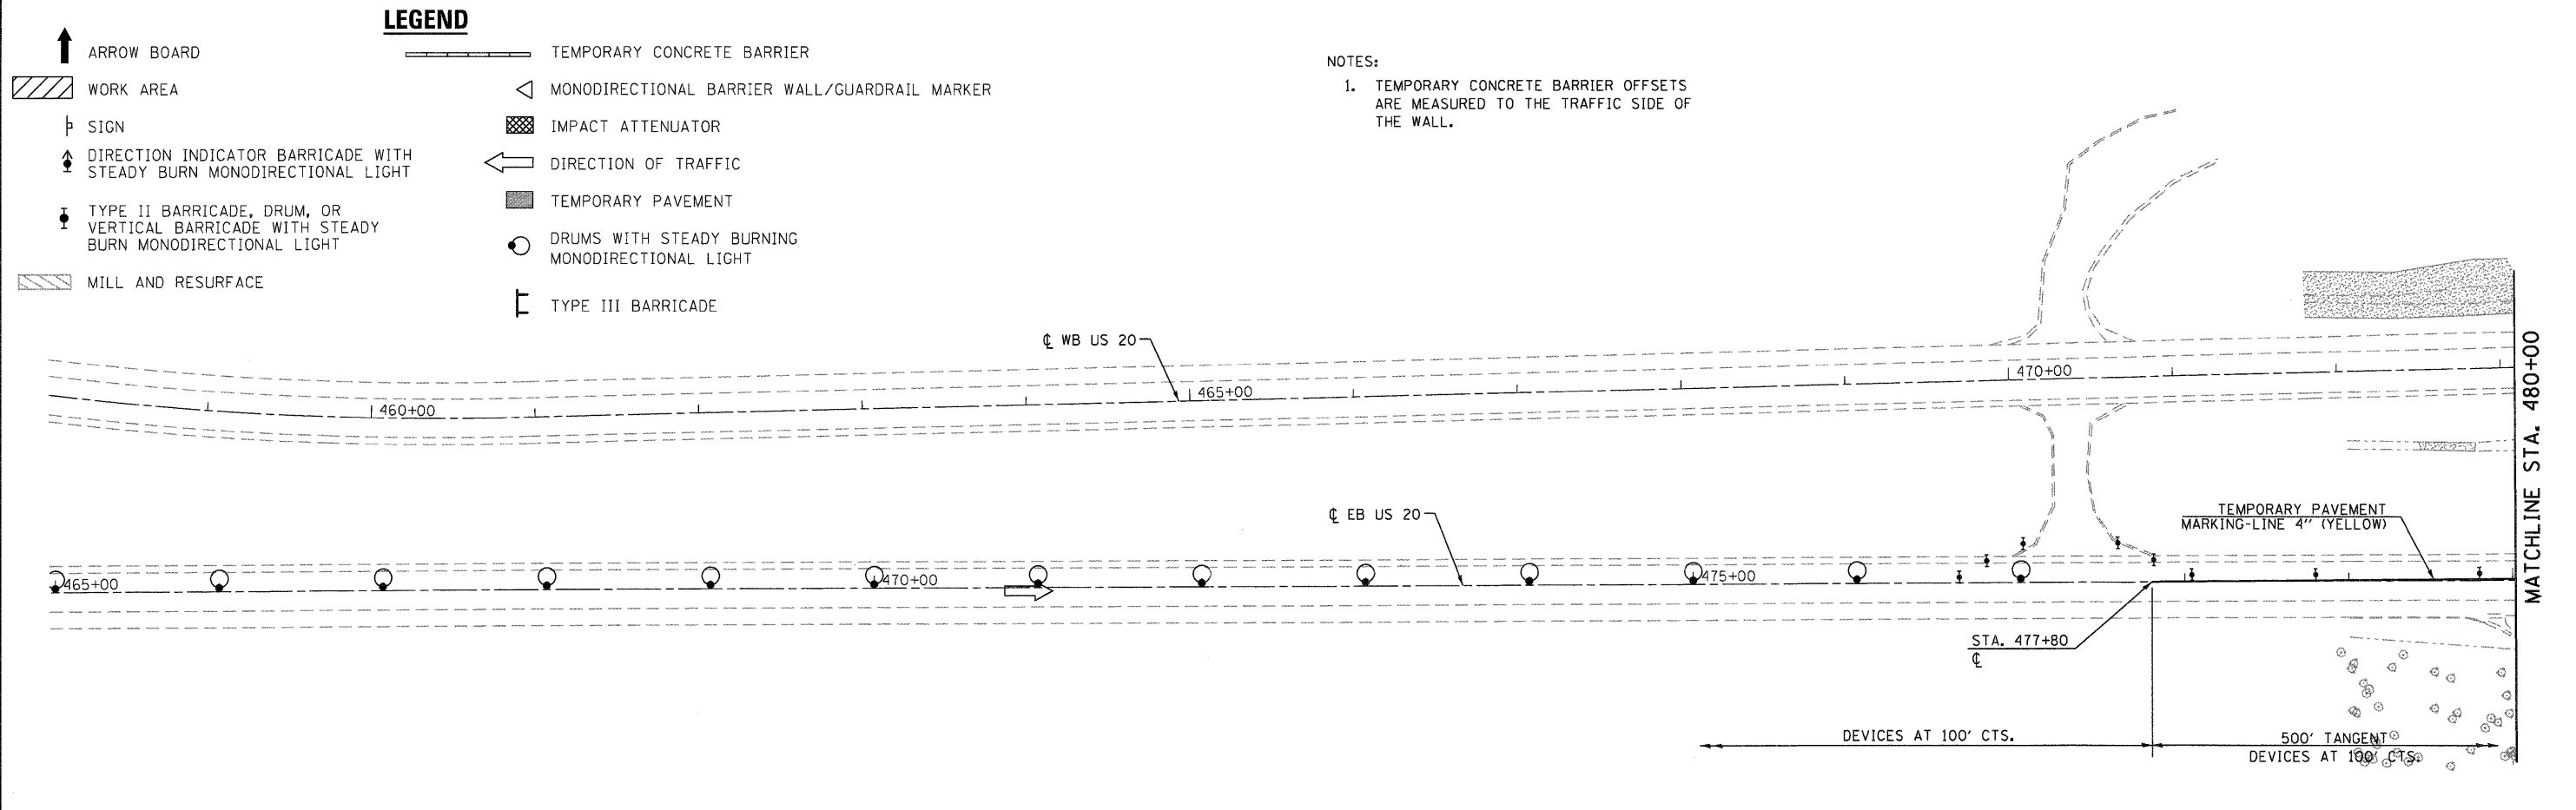 LEGEND
ARROW BOARD
WORK AREA
SIGN
DIRECTION INDICATOR BARRICADE WITH
STEADY BURN MONODIRECTIONAL LIGHT
TYPE II BARRICADE, DRUM, OR
VERTICAL BARRICADE WITH STEADY
BURN MONODIRECTIONAL LIGHT
MILL AND RESURFACE
TEMPORARY CONCRETE BARRIER
MONODIRECTIONAL BARRIER WALL/GUARDRAIL MARKER
IMPACT ATTENUATOR
DIRECTION OF TRAFFIC
TEMPORARY PAVEMENT
DRUMS WITH STEADY BURNING
MONODIRECTIONAL LIGHT
TYPE III BARRICADE
NOTES:
1. TEMPORARY CONCRETE BARRIER OFFSETS
ARE MEASURED TO THE TRAFFIC SIDE OF
THE WALL.
℄ WB US 20
460+00
465+00
470+00
℄ EB US 20
465+00
470+00
475+00
TEMPORARY PAVEMENT
MARKING-LINE 4" (YELLOW)
STA. 477+80
℄
DEVICES AT 100' CTS.
500' TANGENT
DEVICES AT 100' CTS.
MATCHLINE STA. 480+00